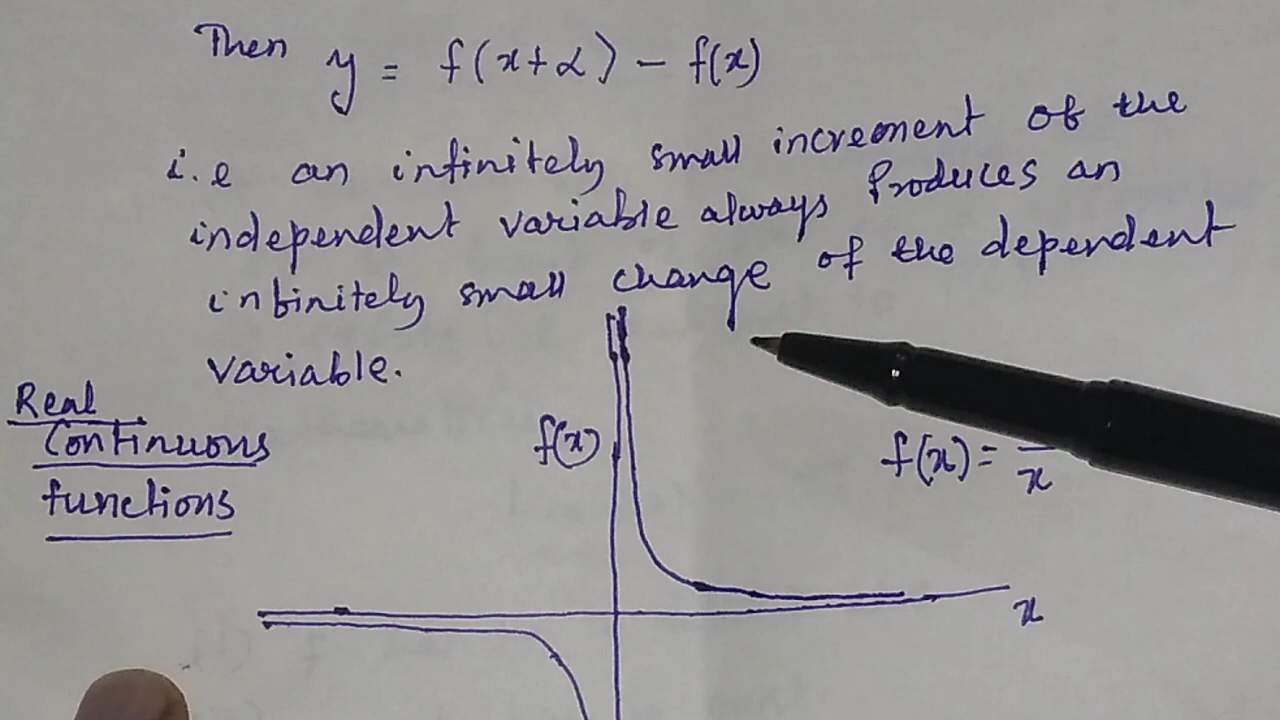 Then y = f(x+α) - f(x)
i.e an infinitely small increment of the
independent variable always produces an
infinitely small change of the dependent
variable.
Real
Continuous
functions
f(x)
f(x) = x
x